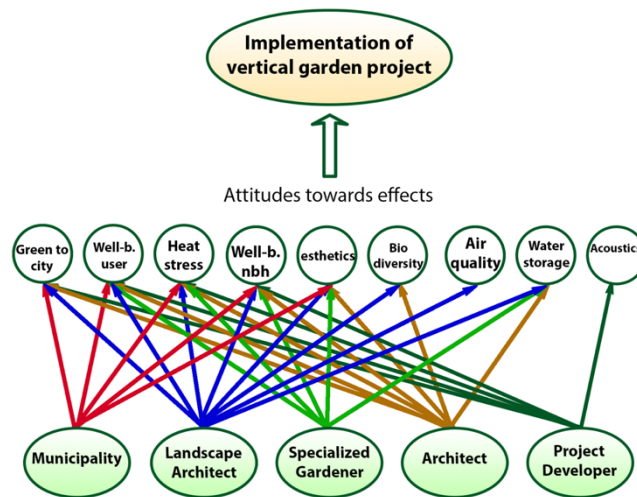 Implementation of
vertical garden project
Attitudes towards effects
Green to
city
Well-b.
user
Heat
stress
Well-b.
nbh
esthetics
Bio
diversity
Air
quality
Water
storage
Acoustics
Municipality
Landscape
Architect
Specialized
Gardener
Architect
Project
Developer